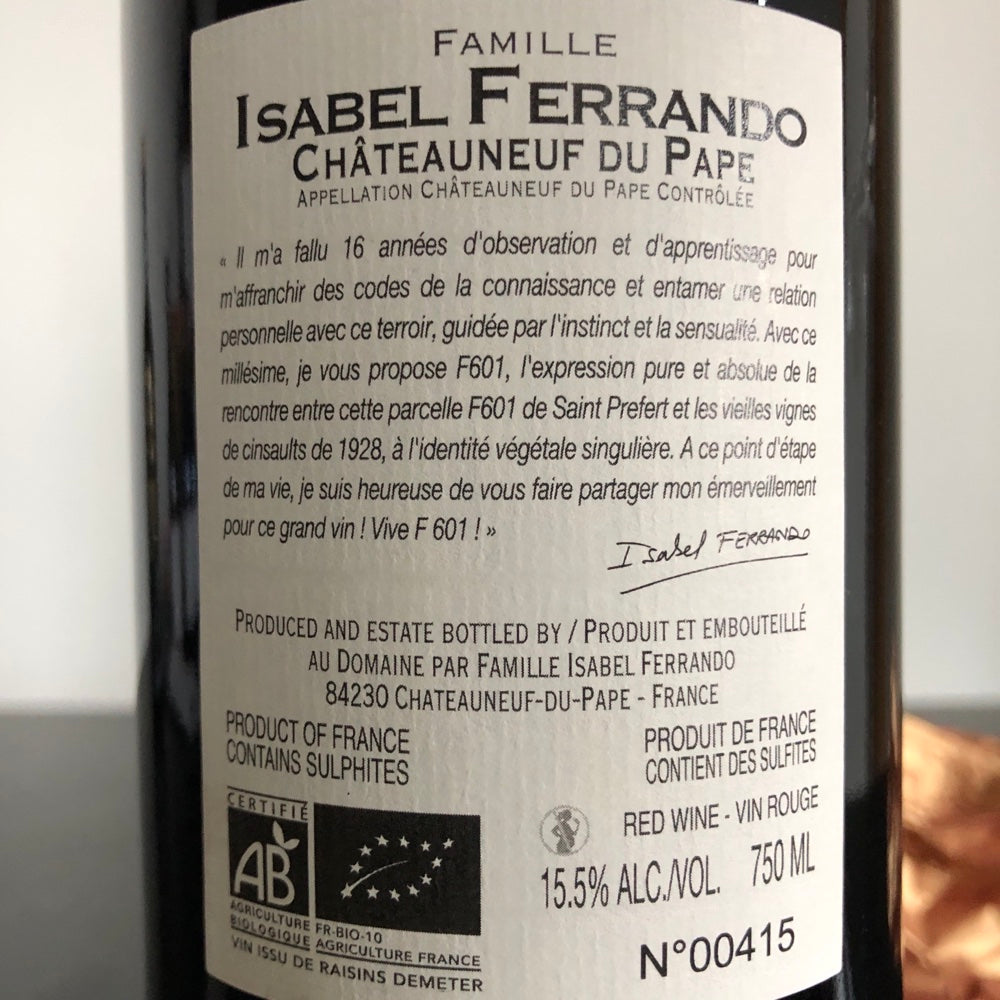 FAMILLE
ISABEL FERRANDO
CHÂTEAUNEUF DU PAPE
APPELLATION CHÂTEAUNEUF DU PAPE CONTRÔLÉE
« Il m'a fallu 16 années d'observation et d'apprentissage pour
m'affranchir des codes de la connaissance et entamer une relation
personnelle avec ce terroir, guidée par l'instinct et la sensualité. Avec ce
millésime, je vous propose F601, l'expression pure et absolue de la
rencontre entre cette parcelle F601 de Saint Prefert et les vieilles vignes
de cinsaults de 1928, à l'identité végétale singulière. A ce point d'étape
de ma vie, je suis heureuse de vous faire partager mon émerveillement
pour ce grand vin ! Vive F 601 ! »
Isabel FERRANDO
PRODUCED AND ESTATE BOTTLED BY / PRODUIT ET EMBOUTEILLÉ
AU DOMAINE PAR FAMILLE ISABEL FERRANDO
84230 CHATEAUNEUF-DU-PAPE - FRANCE
PRODUCT OF FRANCE
CONTAINS SULPHITES
PRODUIT DE FRANCE
CONTIENT DES SULFITES
RED WINE - VIN ROUGE
15.5% ALC./VOL. 750 ML
N°00415
CERTIFIÉ
AB
AGRICULTURE
BIOLOGIQUE
FR-BIO-10
AGRICULTURE FRANCE
VIN ISSU DE RAISINS DEMETER